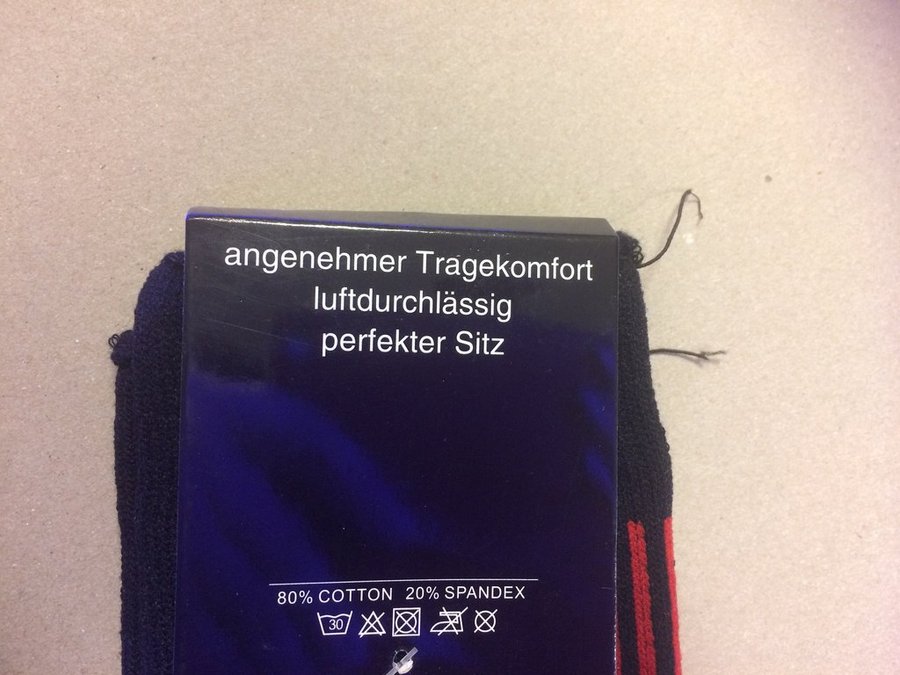 angenehmer Tragekomfort
luftdurchlässig
perfekter Sitz
80% COTTON 20% SPANDEX
30